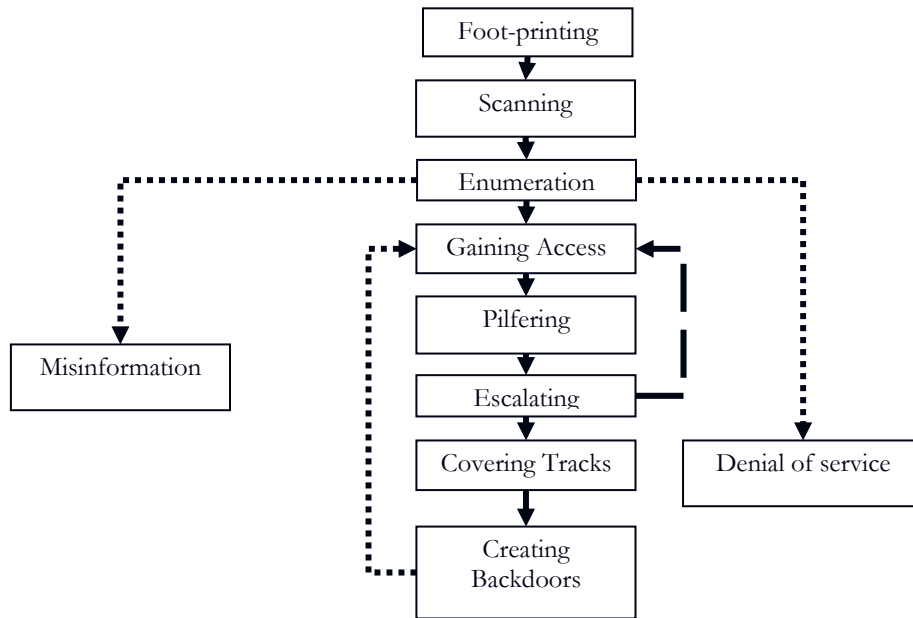 Foot-printing
Scanning
Enumeration
Gaining Access
Pilfering
Misinformation
Escalating
Covering Tracks
Denial of service
Creating
Backdoors